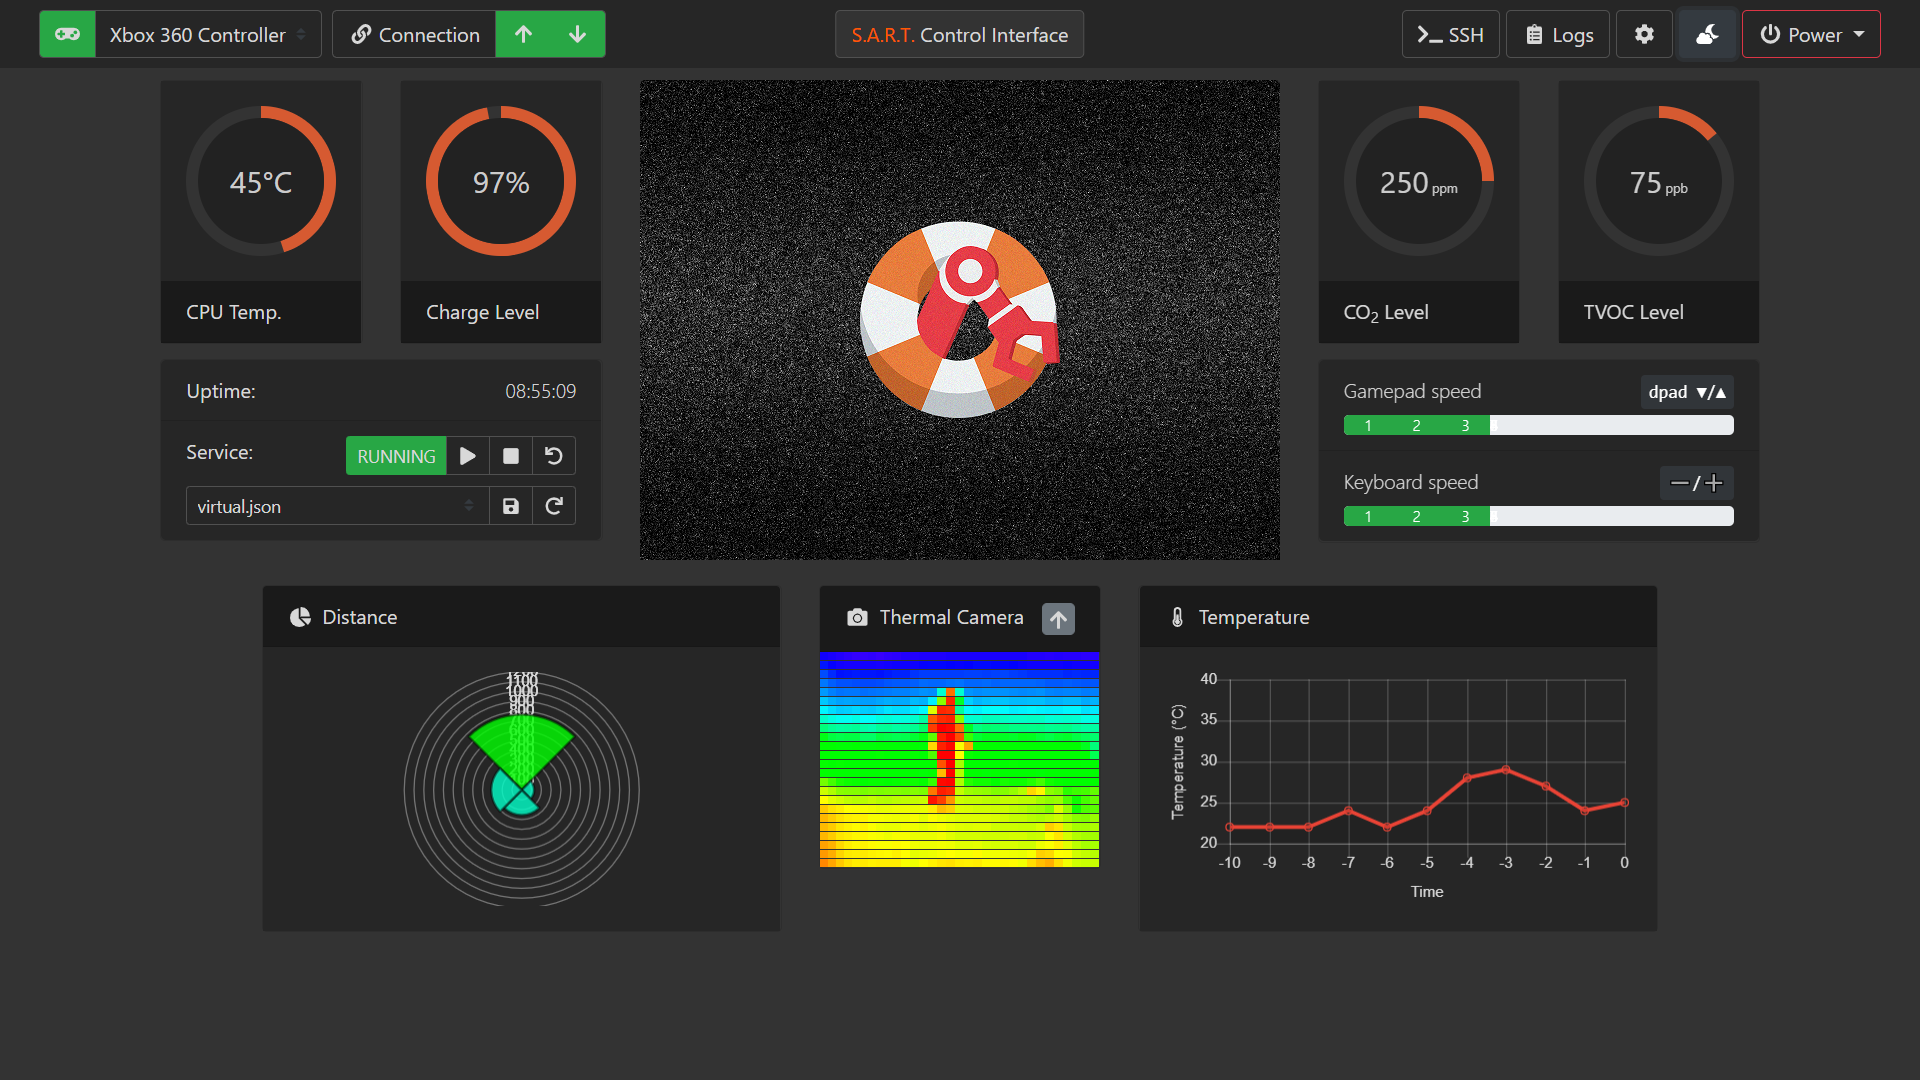 Xbox 360 Controller
Connection
S.A.R.T. Control Interface
SSH
Logs
Power
45°C
CPU Temp.
97%
Charge Level
250 ppm
CO2 Level
75 ppb
TVOC Level
Uptime: 08:55:09
Service: RUNNING
virtual.json
Gamepad speed dpad ▼/▲
1 2 3
Keyboard speed —/+
1 2 3
Distance
1100
1000
900
800
Thermal Camera
Temperature
Temperature (°C)
40
35
30
25
20
-10 -9 -8 -7 -6 -5 -4 -3 -2 -1 0
Time